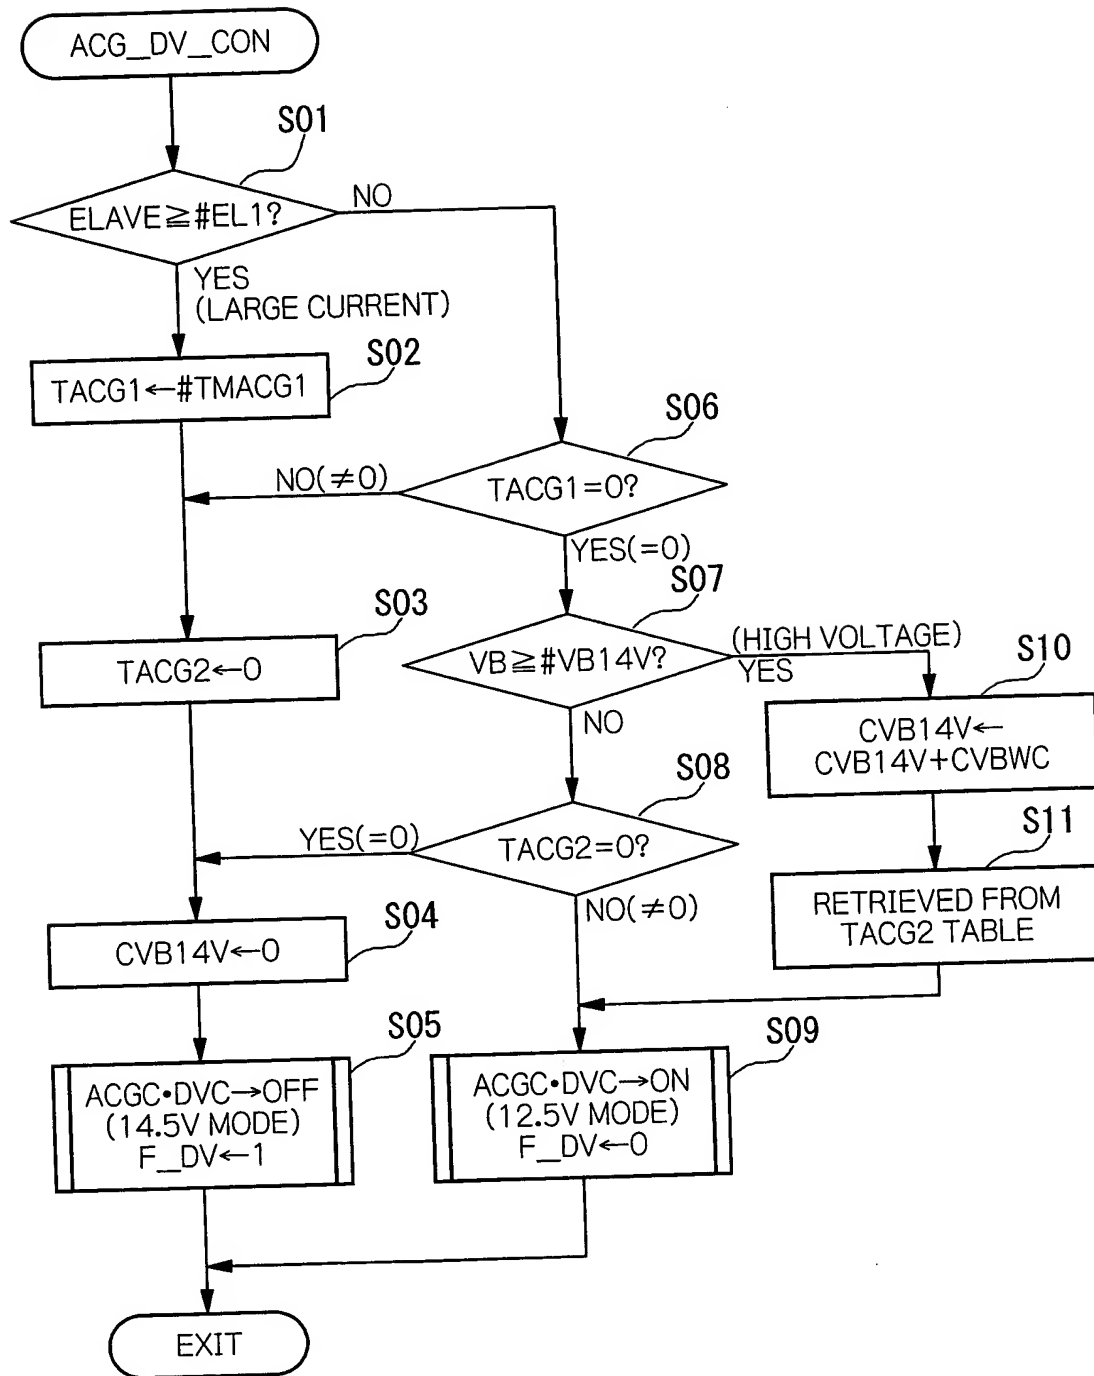 ACG_DV_CON
S01
ELAVE≧#EL1?
NO
YES
(LARGE CURRENT)
S02
TACG1←#TMACG1
S06
TACG1=0?
NO(≠0)
YES(=0)
S07
S03
TACG2←0
VB≧#VB14V?
(HIGH VOLTAGE)
YES
NO
S10
CVB14V←
CVB14V+CVBWC
S08
TACG2=0?
YES(=0)
NO(≠0)
S11
RETRIEVED FROM
TACG2 TABLE
S04
CVB14V←0
S05
ACGC•DVC→OFF
(14.5V MODE)
F_DV←1
S09
ACGC•DVC→ON
(12.5V MODE)
F_DV←0
EXIT